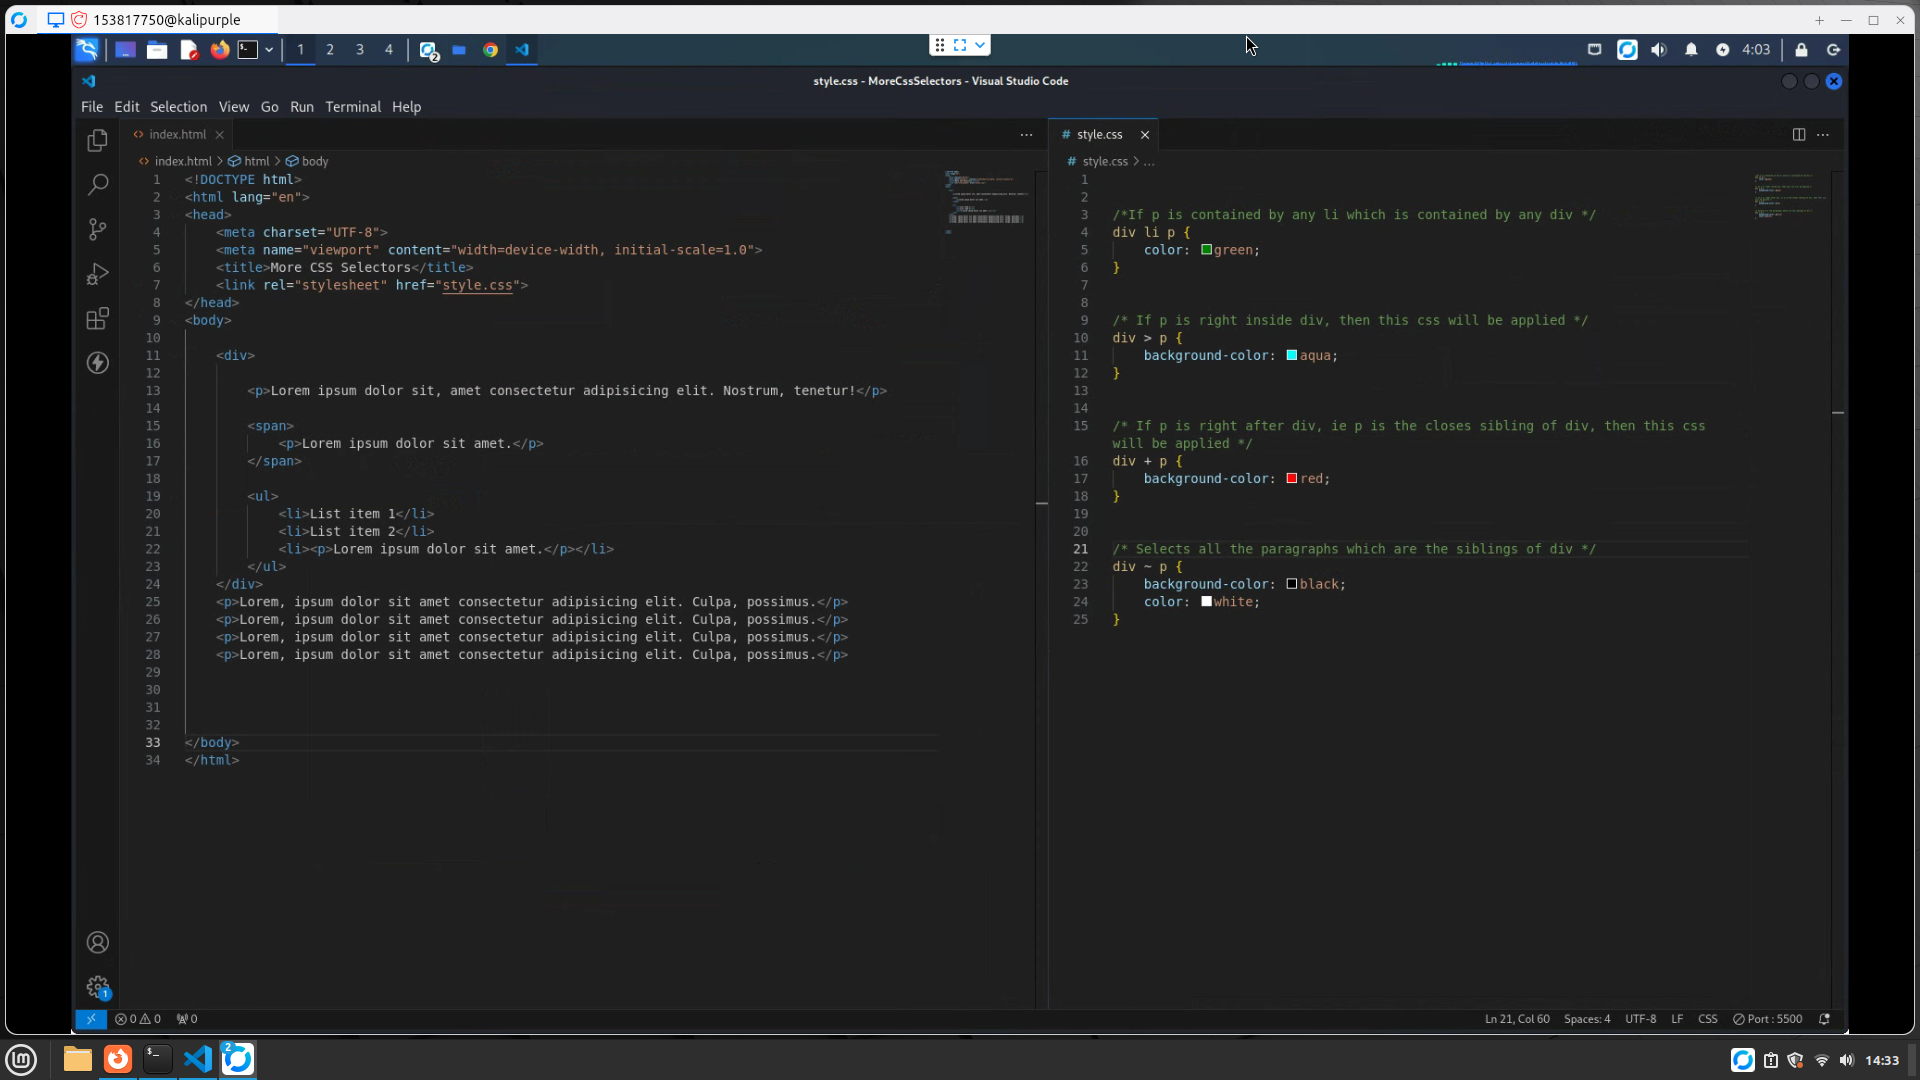 153817750@kalipurple
1 2 3 4
2
4:03
style.css - MoreCssSelectors - Visual Studio Code
File Edit Selection View Go Run Terminal Help
index.html
index.html > html > body
1 <!DOCTYPE html>
2 <html lang="en">
3 <head>
4 <meta charset="UTF-8">
5 <meta name="viewport" content="width=device-width, initial-scale=1.0">
6 <title>More CSS Selectors</title>
7 <link rel="stylesheet" href="style.css">
8 </head>
9 <body>
10
11 <div>
12
13 <p>Lorem ipsum dolor sit, amet consectetur adipisicing elit. Nostrum, tenetur!</p>
14
15 <span>
16 <p>Lorem ipsum dolor sit amet.</p>
17 </span>
18
19 <ul>
20 <li>List item 1</li>
21 <li>List item 2</li>
22 <li><p>Lorem ipsum dolor sit amet.</p></li>
23 </ul>
24 </div>
25 <p>Lorem, ipsum dolor sit amet consectetur adipisicing elit. Culpa, possimus.</p>
26 <p>Lorem, ipsum dolor sit amet consectetur adipisicing elit. Culpa, possimus.</p>
27 <p>Lorem, ipsum dolor sit amet consectetur adipisicing elit. Culpa, possimus.</p>
28 <p>Lorem, ipsum dolor sit amet consectetur adipisicing elit. Culpa, possimus.</p>
29
30
31
32
33 </body>
34 </html>
# style.css
# style.css > ...
1
2
3 /*If p is contained by any li which is contained by any div */
4 div li p {
5 color: green;
6 }
7
8
9 /* If p is right inside div, then this css will be applied */
10 div > p {
11 background-color: aqua;
12 }
13
14
15 /* If p is right after div, ie p is the closes sibling of div, then this css
will be applied */
16 div + p {
17 background-color: red;
18 }
19
20
21 /* Selects all the paragraphs which are the siblings of div */
22 div ~ p {
23 background-color: black;
24 color: white;
25 }
1
0 0 0
Ln 21, Col 60 Spaces: 4 UTF-8 LF CSS Port : 5500
2
14:33